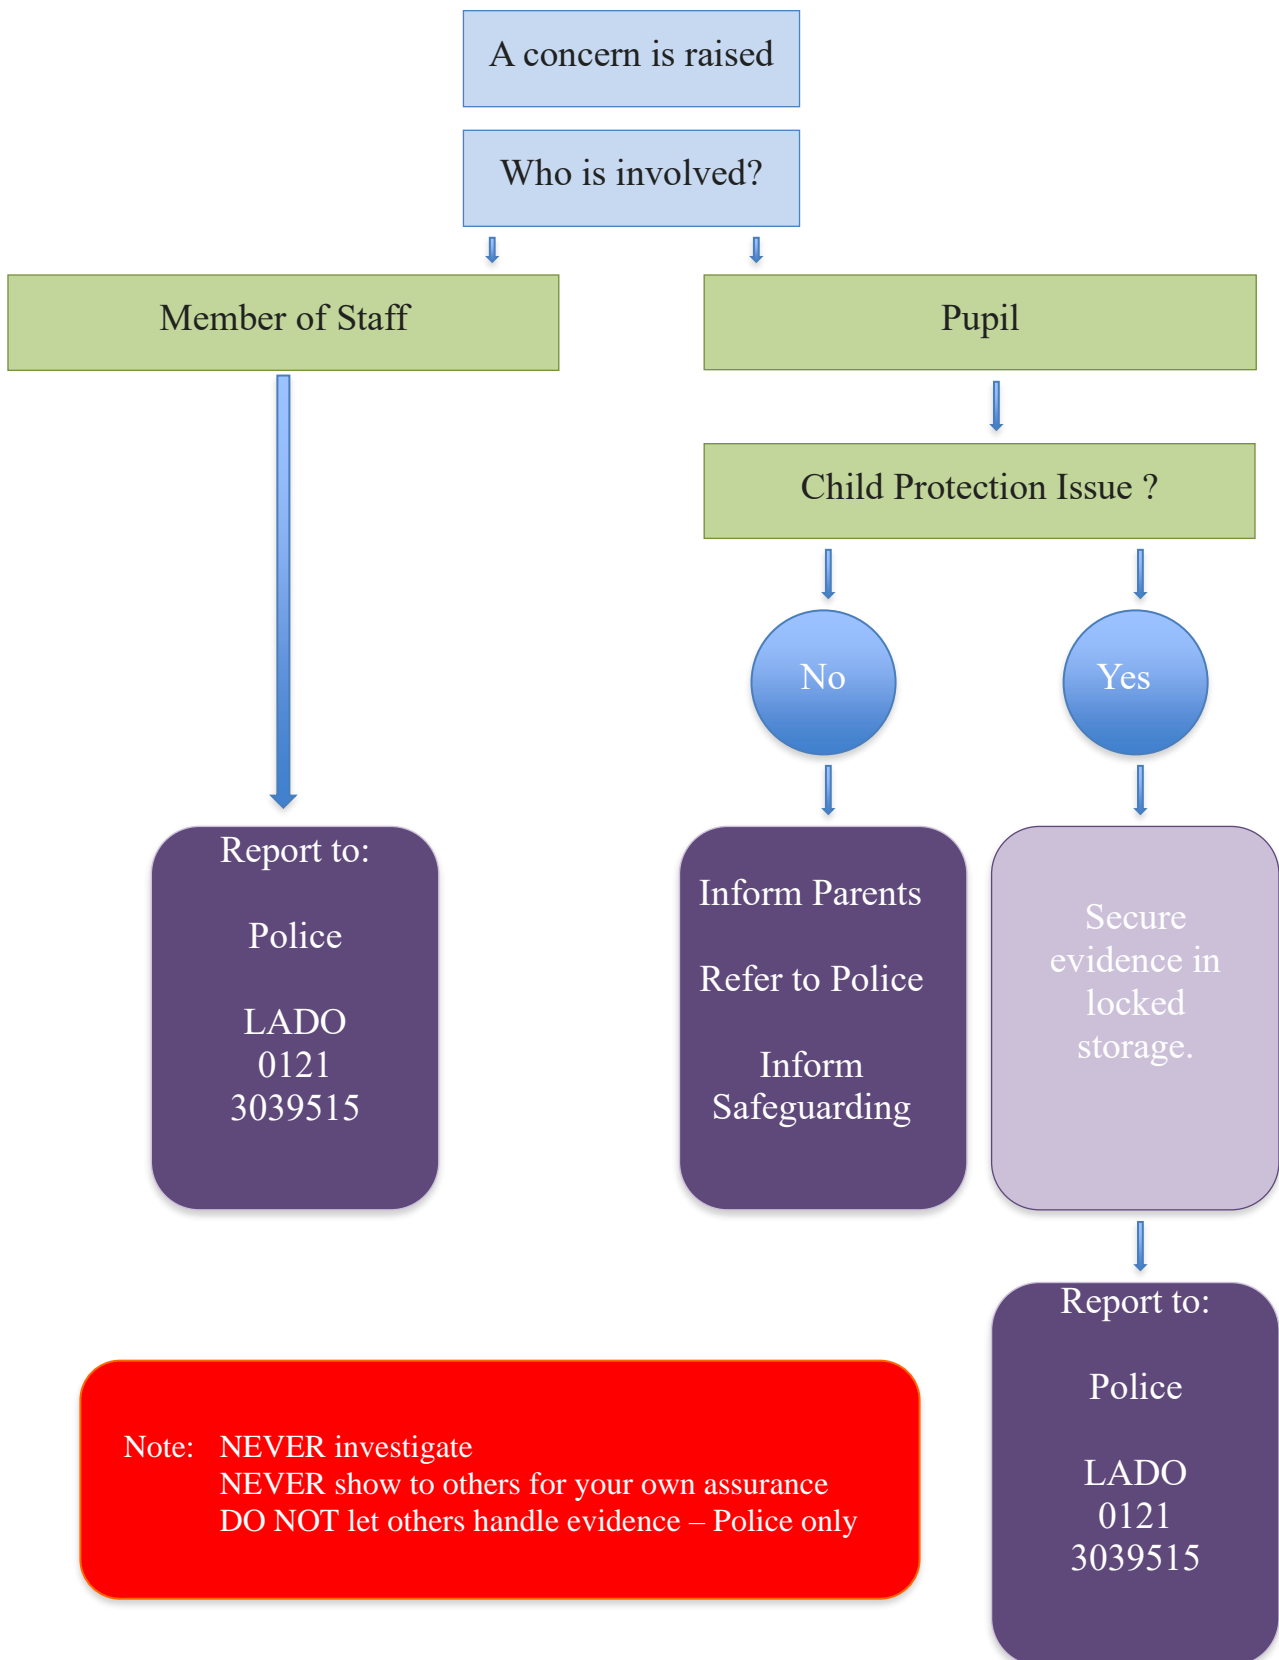 A concern is raised
Who is involved?
Member of Staff
Pupil
Child Protection Issue ?
No
Yes
Report to:
Police
LADO
0121
3039515
Inform Parents
Refer to Police
Inform
Safeguarding
Secure
evidence in
locked
storage.
Report to:
Police
LADO
0121
3039515
Note: NEVER investigate
NEVER show to others for your own assurance
DO NOT let others handle evidence – Police only